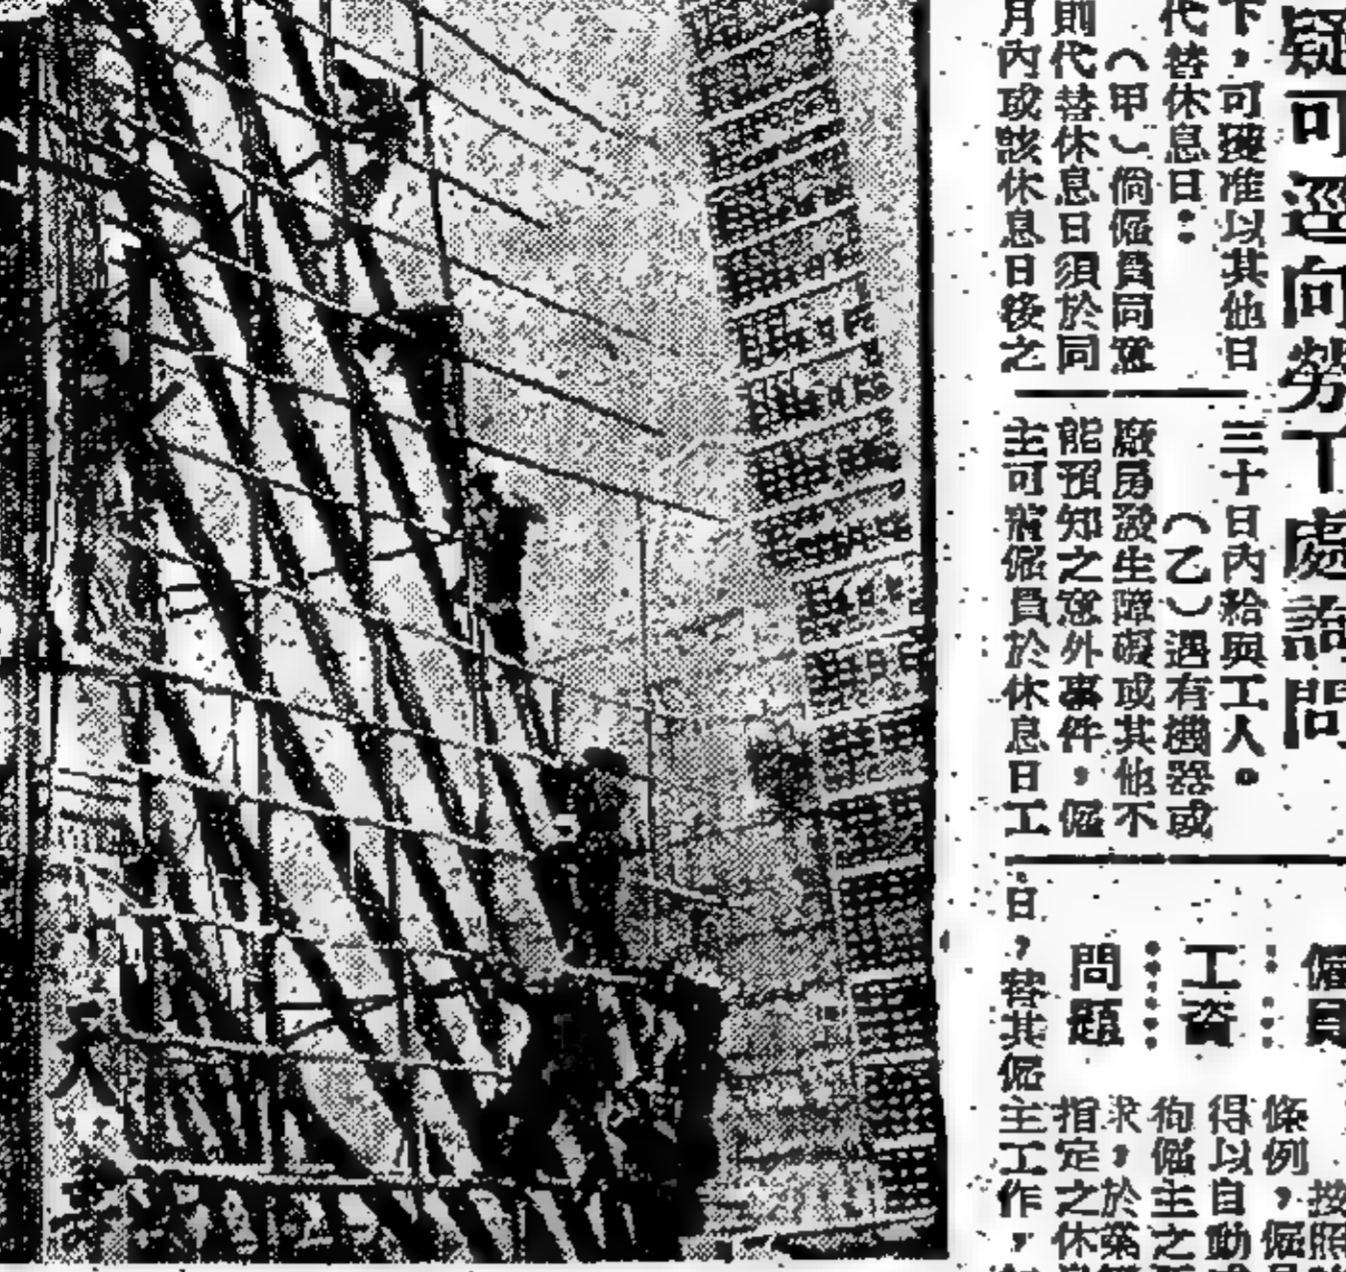 疑可逕向勞工處詢問
下，可獲准以其他日
代替休息日：
（甲）倘僱員同意
則代替休息日須於同
月內或該休息日後之
三十日內給與工人。
（乙）遇有機器或
廠房發生障礙或其他不
能預知之意外事件，僱
主可着僱員於休息日工
僱員
工資
問題
按照
條例，僱
得以自動
徇僱主之
求，於
指定之休
日，替其僱主工作，